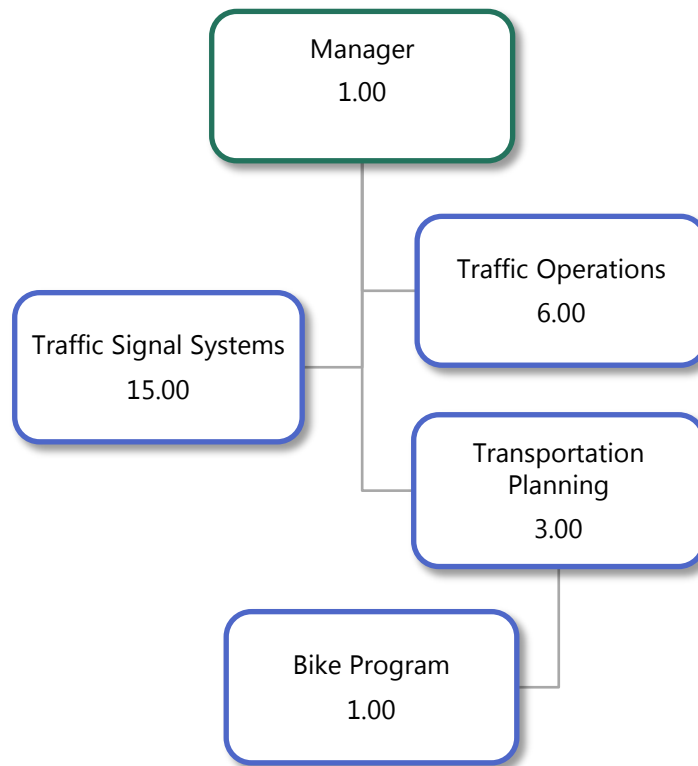 Manager
1.00
Traffic Operations
6.00
Traffic Signal Systems
15.00
Transportation
Planning
3.00
Bike Program
1.00